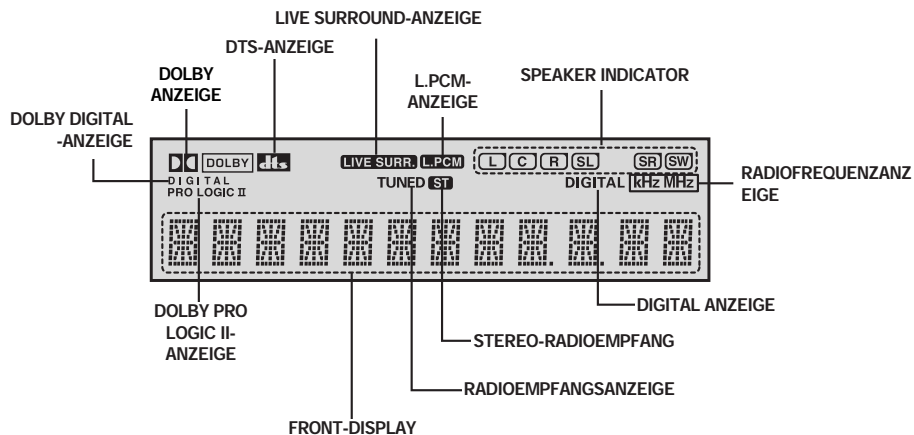 LIVE SURROUND-ANZEIGE
DTS-ANZEIGE
DOLBY
ANZEIGE
L.PCM-
ANZEIGE
SPEAKER INDICATOR
DOLBY DIGITAL
-ANZEIGE
DOLBY dts LIVE SURR. L.PCM L C R SL SR SW
DIGITAL TUNED ST DIGITAL kHz MHz
PRO LOGIC II
RADIOFREQUENZANZ
EIGE
DOLBY PRO
LOGIC II-
ANZEIGE
DIGITAL ANZEIGE
STEREO-RADIOEMPFANG
RADIOEMPFANGSANZEIGE
FRONT-DISPLAY